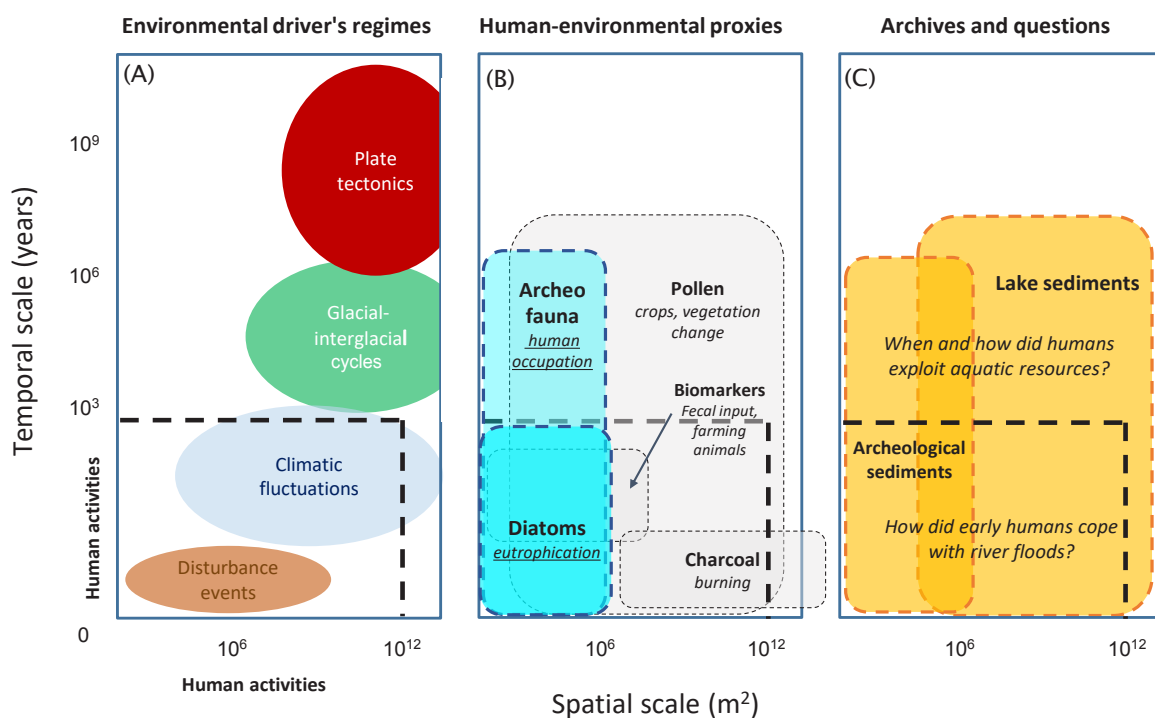 Environmental driver's regimes
Human-environmental proxies
Archives and questions
(A)
(B)
(C)
Temporal scale (years)
10⁹
10⁶
10³
0
Human activities
Plate
tectonics
Glacial-
interglacial
cycles
Climatic
fluctuations
Disturbance
events
10⁶
10¹²
Human activities
Archeo
fauna
human
occupation
Pollen
crops, vegetation
change
Biomarkers
Fecal input,
farming
animals
Diatoms
eutrophication
Charcoal
burning
10⁶
10¹²
Spatial scale (m²)
Lake sediments
When and how did humans
exploit aquatic resources?
Archeological
sediments
How did early humans cope
with river floods?
10⁶
10¹²